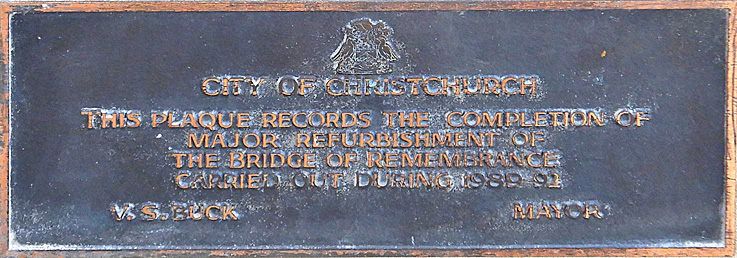 CITY OF CHRISTCHURCH
THIS PLAQUE RECORDS THE COMPLETION OF
MAJOR REFURBISHMENT OF
THE BRIDGE OF REMEMBRANCE
CARRIED OUT DURING 1989-92
V. S. BUCK MAYOR